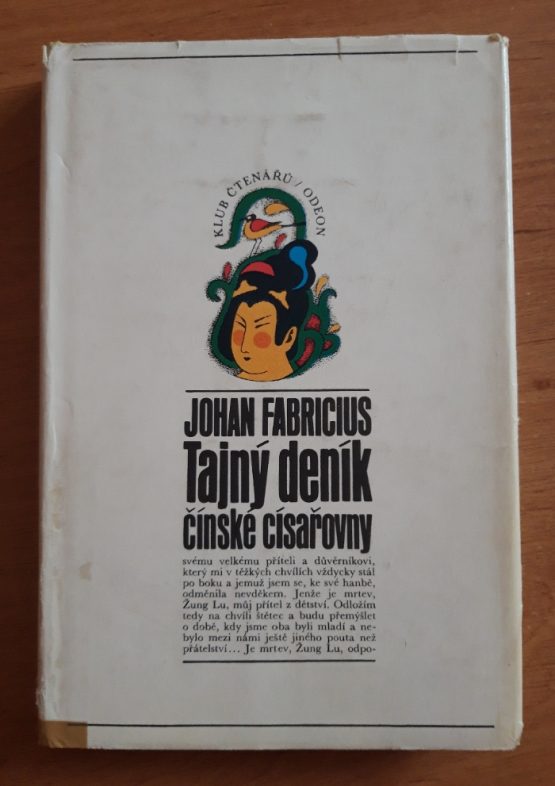 KLUB ČTENÁŘŮ / ODEON
JOHAN FABRICIUS
Tajný deník
čínské císařovny
svému velkému příteli a důvěrníkovi,
který mi v těžkých chvílích vždycky stál
po boku a jemuž jsem se, ke své hanbě,
odměnila nevděkem. Jenže je mrtev,
Žung Lu, můj přítel z dětství. Odložím
tedy na chvíli štětec a budu přemýšlet
o době, kdy jsme oba byli mladí a ne-
bylo mezi námi ještě jiného pouta než
přátelství... Je mrtev, Žung Lu, odpo-